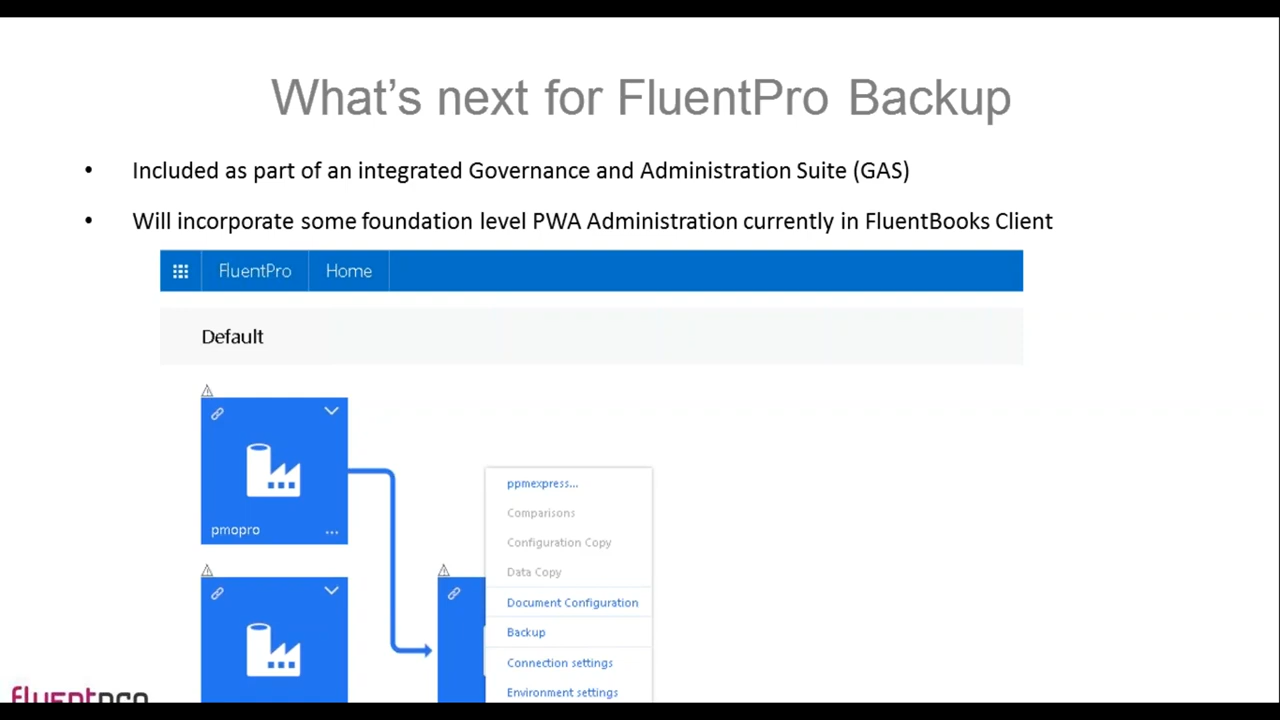 What's next for FluentPro Backup
• Included as part of an integrated Governance and Administration Suite (GAS)
• Will incorporate some foundation level PWA Administration currently in FluentBooks Client
FluentPro Home
Default
pmopro ...
ppmexpress...
Comparisons
Configuration Copy
Data Copy
Document Configuration
Backup
Connection settings
Environment settings
fluentpro